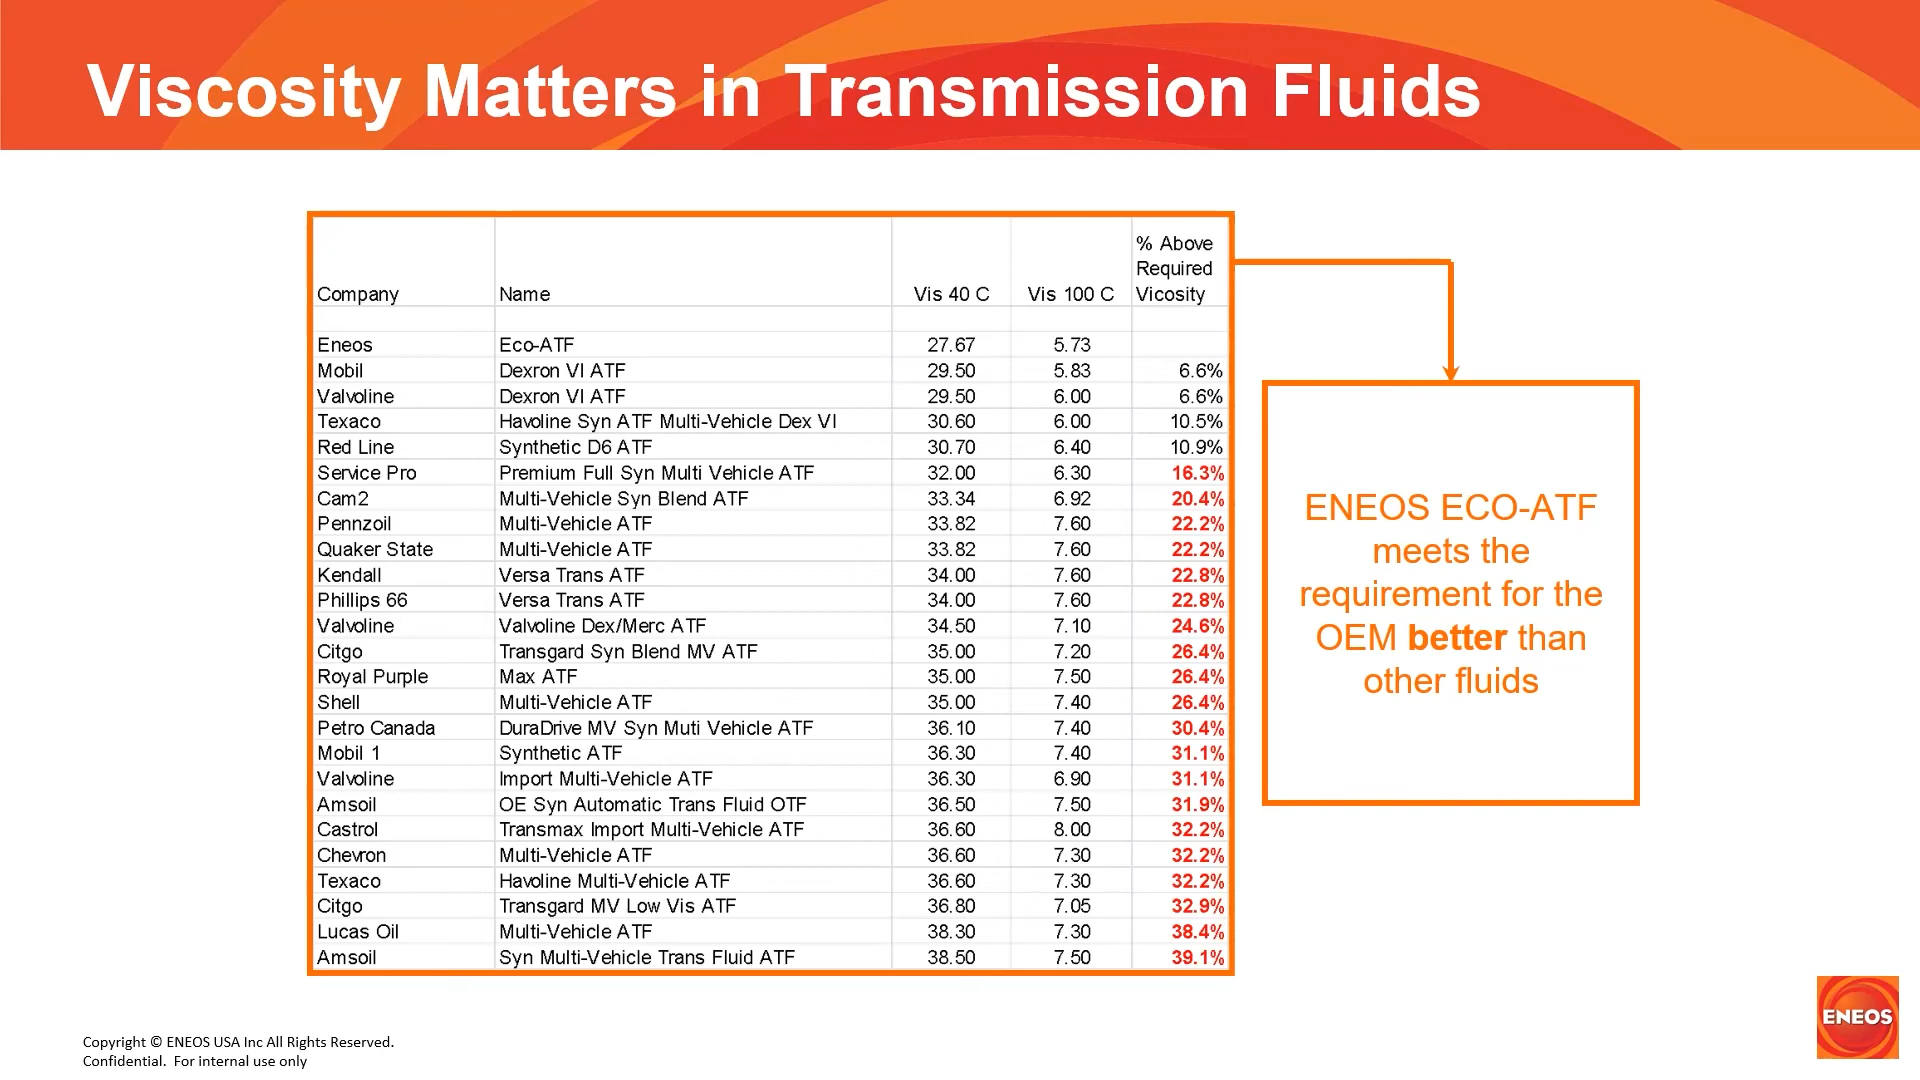 Viscosity Matters in Transmission Fluids
% Above
Required
Company Name Vis 40 C Vis 100 C Vicosity
Eneos Eco-ATF 27.67 5.73
Mobil Dexron VI ATF 29.50 5.83 6.6%
Valvoline Dexron VI ATF 29.50 6.00 6.6%
Texaco Havoline Syn ATF Multi-Vehicle Dex VI 30.60 6.00 10.5%
Red Line Synthetic D6 ATF 30.70 6.40 10.9%
Service Pro Premium Full Syn Multi Vehicle ATF 32.00 6.30 16.3%
Cam2 Multi-Vehicle Syn Blend ATF 33.34 6.92 20.4%
Pennzoil Multi-Vehicle ATF 33.82 7.60 22.2%
Quaker State Multi-Vehicle ATF 33.82 7.60 22.2%
Kendall Versa Trans ATF 34.00 7.60 22.8%
Phillips 66 Versa Trans ATF 34.00 7.60 22.8%
Valvoline Valvoline Dex/Merc ATF 34.50 7.10 24.6%
Citgo Transgard Syn Blend MV ATF 35.00 7.20 26.4%
Royal Purple Max ATF 35.00 7.50 26.4%
Shell Multi-Vehicle ATF 35.00 7.40 26.4%
Petro Canada DuraDrive MV Syn Muti Vehicle ATF 36.10 7.40 30.4%
Mobil 1 Synthetic ATF 36.30 7.40 31.1%
Valvoline Import Multi-Vehicle ATF 36.30 6.90 31.1%
Amsoil OE Syn Automatic Trans Fluid OTF 36.50 7.50 31.9%
Castrol Transmax Import Multi-Vehicle ATF 36.60 8.00 32.2%
Chevron Multi-Vehicle ATF 36.60 7.30 32.2%
Texaco Havoline Multi-Vehicle ATF 36.60 7.30 32.2%
Citgo Transgard MV Low Vis ATF 36.80 7.05 32.9%
Lucas Oil Multi-Vehicle ATF 38.30 7.30 38.4%
Amsoil Syn Multi-Vehicle Trans Fluid ATF 38.50 7.50 39.1%
ENEOS ECO-ATF
meets the
requirement for the
OEM better than
other fluids
ENEOS
Copyright © ENEOS USA Inc All Rights Reserved.
Confidential. For internal use only